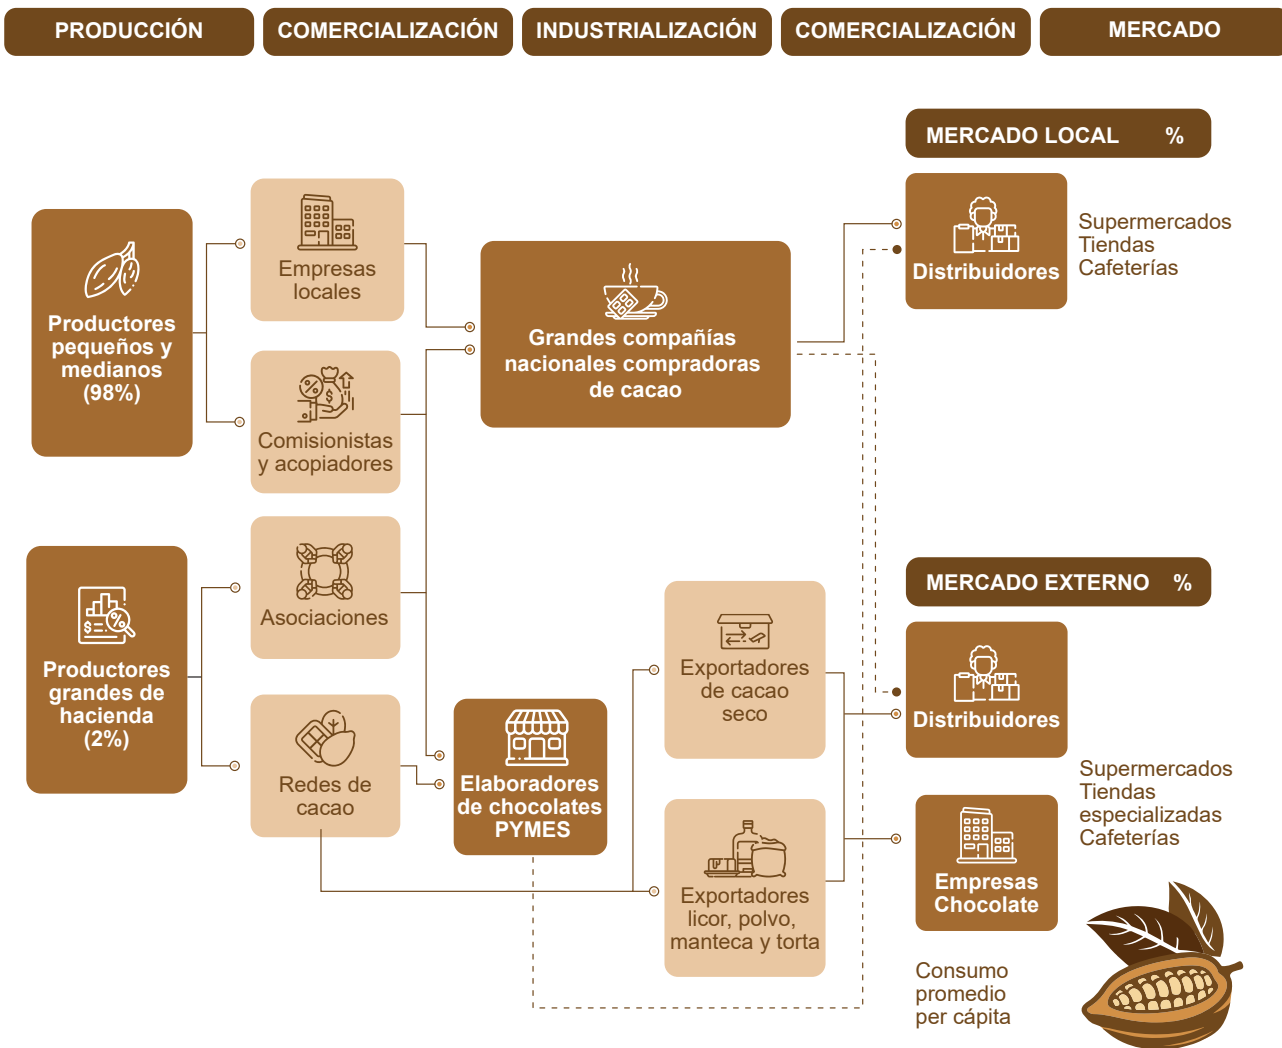 PRODUCCIÓN
COMERCIALIZACIÓN
INDUSTRIALIZACIÓN
COMERCIALIZACIÓN
MERCADO
Productores
pequeños y
medianos
(98%)
Productores
grandes de
hacienda
(2%)
Empresas
locales
Comisionistas
y acopiadores
Asociaciones
Redes de
cacao
Grandes compañías
nacionales compradoras
de cacao
Elaboradores
de chocolates
PYMES
Exportadores
de cacao
seco
Exportadores
licor, polvo,
manteca y torta
MERCADO LOCAL %
Distribuidores
Supermercados
Tiendas
Cafeterías
MERCADO EXTERNO %
Distribuidores
Supermercados
Tiendas
especializadas
Cafeterías
Empresas
Chocolate
Consumo
promedio
per cápita